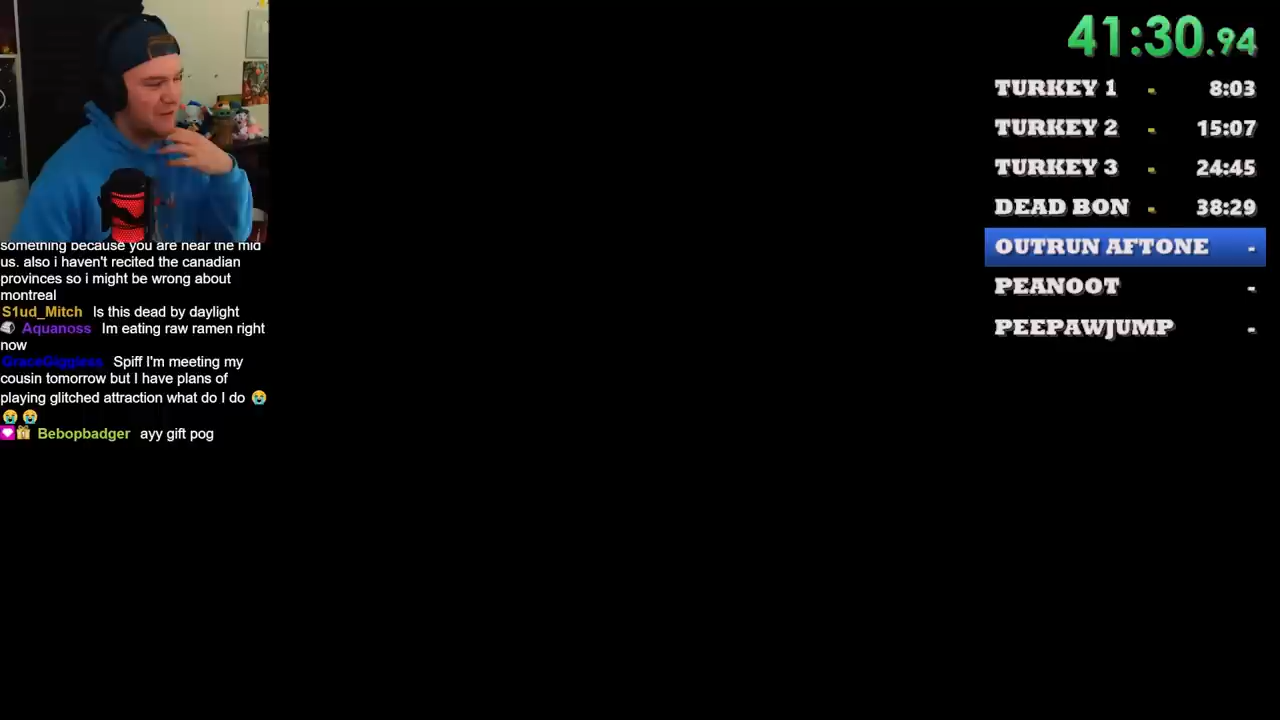 41:30.94
TURKEY 1 - 8:03
TURKEY 2 - 15:07
TURKEY 3 - 24:45
DEAD BON - 38:29
OUTRUN AFTONE -
PEANOOT -
PEEPAWJUMP -
something because you are near the mid
us. also i haven't recited the canadian
provinces so i might be wrong about
montreal
S1ud_Mitch Is this dead by daylight
Aquanoss Im eating raw ramen right
now
GraceGiggless Spiff I'm meeting my
cousin tomorrow but I have plans of
playing glitched attraction what do I do 😭
😭 😭
Bebopbadger ayy gift pog